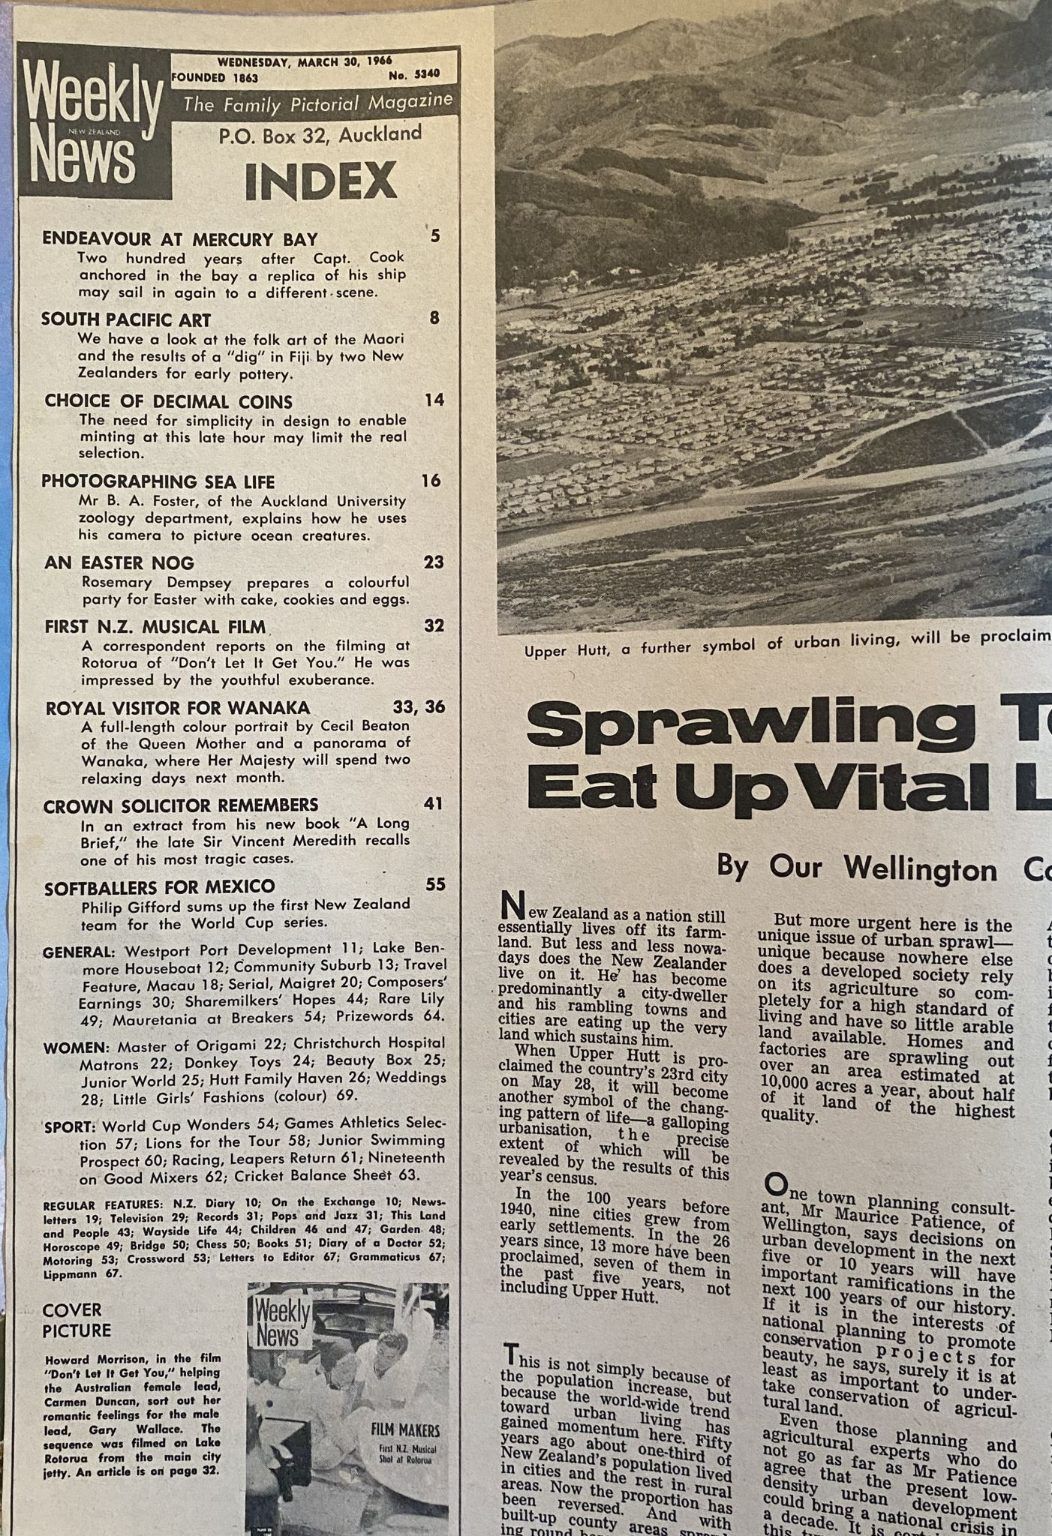 Weekly
NEW ZEALAND
News
WEDNESDAY, MARCH 30, 1966
FOUNDED 1863 No. 5340
The Family Pictorial Magazine
P.O. Box 32, Auckland
INDEX
ENDEAVOUR AT MERCURY BAY 5
Two hundred years after Capt. Cook
anchored in the bay a replica of his ship
may sail in again to a different scene.
SOUTH PACIFIC ART 8
We have a look at the folk art of the Maori
and the results of a "dig" in Fiji by two New
Zealanders for early pottery.
CHOICE OF DECIMAL COINS 14
The need for simplicity in design to enable
minting at this late hour may limit the real
selection.
PHOTOGRAPHING SEA LIFE 16
Mr B. A. Foster, of the Auckland University
zoology department, explains how he uses
his camera to picture ocean creatures.
AN EASTER NOG 23
Rosemary Dempsey prepares a colourful
party for Easter with cake, cookies and eggs.
FIRST N.Z. MUSICAL FILM 32
A correspondent reports on the filming at
Rotorua of "Don't Let It Get You." He was
impressed by the youthful exuberance.
ROYAL VISITOR FOR WANAKA 33, 36
A full-length colour portrait by Cecil Beaton
of the Queen Mother and a panorama of
Wanaka, where Her Majesty will spend two
relaxing days next month.
CROWN SOLICITOR REMEMBERS 41
In an extract from his new book "A Long
Brief," the late Sir Vincent Meredith recalls
one of his most tragic cases.
SOFTBALLERS FOR MEXICO 55
Philip Gifford sums up the first New Zealand
team for the World Cup series.
GENERAL: Westport Port Development 11; Lake Ben-
more Houseboat 12; Community Suburb 13; Travel
Feature, Macau 18; Serial, Maigret 20; Composers'
Earnings 30; Sharemilkers' Hopes 44; Rare Lily
49; Mauretania at Breakers 54; Prizewords 64.
WOMEN: Master of Origami 22; Christchurch Hospital
Matrons 22; Donkey Toys 24; Beauty Box 25;
Junior World 25; Hutt Family Haven 26; Weddings
28; Little Girls' Fashions (colour) 69.
SPORT: World Cup Wonders 54; Games Athletics Selec-
tion 57; Lions for the Tour 58; Junior Swimming
Prospect 60; Racing, Leapers Return 61; Nineteenth
on Good Mixers 62; Cricket Balance Sheet 63.
REGULAR FEATURES: N.Z. Diary 10; On the Exchange 10; News-
letters 19; Television 29; Records 31; Pops and Jazz 31; This Land
and People 43; Wayside Life 44; Children 46 and 47; Garden 48;
Horoscope 49; Bridge 50; Chess 50; Books 51; Diary of a Doctor 52;
Motoring 53; Crossword 53; Letters to Editor 67; Grammaticus 67;
Lippmann 67.
COVER
PICTURE
Howard Morrison, in the film
"Don't Let It Get You," helping
the Australian female lead,
Carmen Duncan, sort out her
romantic feelings for the male
lead, Gary Wallace. The
sequence was filmed on Lake
Rotorua from the main city
jetty. An article is on page 32.
Weekly
News
FILM MAKERS
First N.Z. Musical
Shot at Rotorua
Upper Hutt, a further symbol of urban living, will be proclaim
Sprawling To
Eat Up Vital L
By Our Wellington Co
New Zealand as a nation still
essentially lives off its farm-
land. But less and less nowa-
days does the New Zealander
live on it. He has become
predominantly a city-dweller
and his rambling towns and
cities are eating up the very
land which sustains him.
When Upper Hutt is pro-
claimed the country's 23rd city
on May 28, it will become
another symbol of the chang-
ing pattern of life—a galloping
urbanisation, the precise
extent of which will be
revealed by the results of this
year's census.
In the 100 years before
1940, nine cities grew from
early settlements. In the 26
years since, 13 more have been
proclaimed, seven of them in
the past five years, not
including Upper Hutt.
This is not simply because of
the population increase, but
because the world-wide trend
toward urban living has
gained momentum here. Fifty
years ago about one-third of
New Zealand's population lived
in cities and the rest in rural
areas. Now the proportion has
been reversed. And with
built-up county areas
ing round
But more urgent here is the
unique issue of urban sprawl—
unique because nowhere else
does a developed society rely
on its agriculture so com-
pletely for a high standard of
living and have so little arable
land available. Homes and
factories are sprawling out
over an area estimated at
10,000 acres a year, about half
of it land of the highest
quality.
One town planning consult-
ant, Mr Maurice Patience, of
Wellington, says decisions on
urban development in the next
five or 10 years will have
important ramifications in the
next 100 years of our history.
If it is in the interests of
national planning to promote
conservation projects for
beauty, he says, surely it is at
least as important to under-
take conservation of agricul-
tural land.
Even those planning and
agricultural experts who do
not go as far as Mr Patience
agree that the present low-
density urban development
could bring a national crisis in
a decade. It is